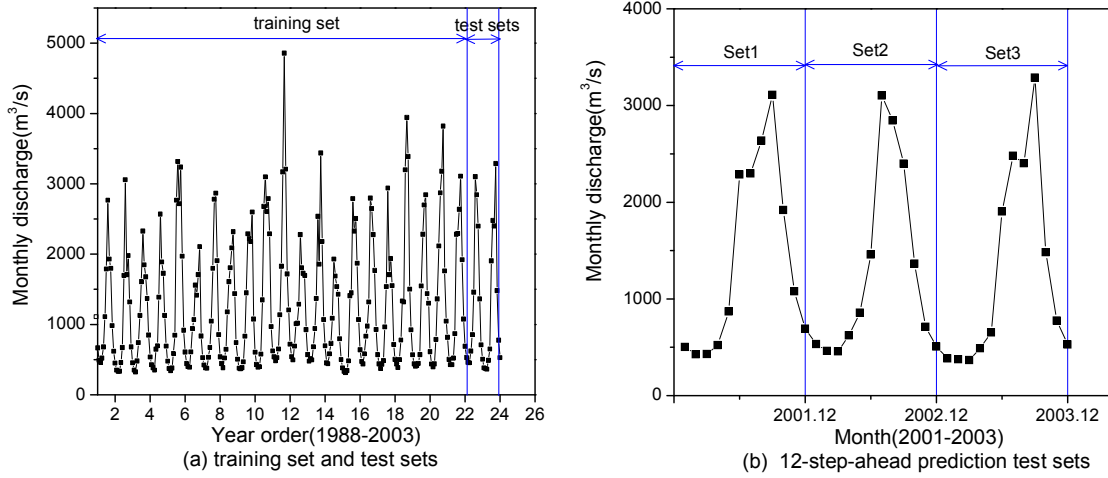 training set
test sets
5000
4000
3000
2000
1000
0
Monthly discharge(m³/s)
2 4 6 8 10 12 14 16 18 20 22 24 26
Year order(1988-2003)
(a) training set and test sets
4000
3000
2000
1000
0
Monthly discharge(m³/s)
Set1 Set2 Set3
2001.12 2002.12 2003.12
Month(2001-2003)
(b) 12-step-ahead prediction test sets